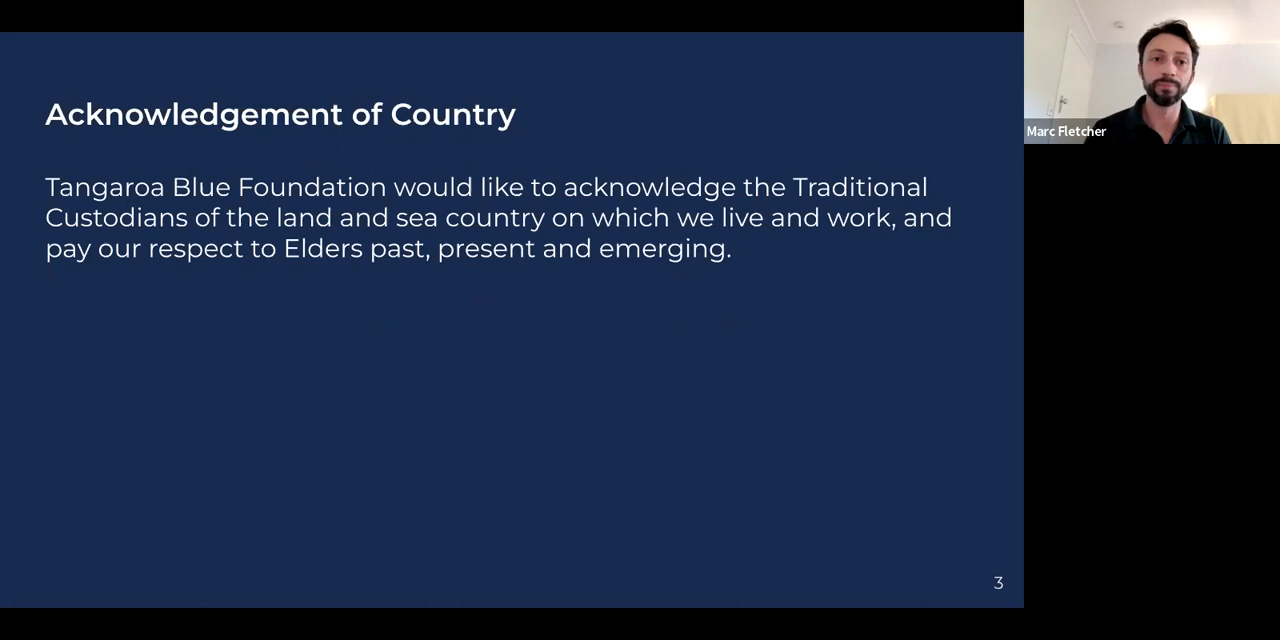 Acknowledgement of Country
Tangaroa Blue Foundation would like to acknowledge the Traditional
Custodians of the land and sea country on which we live and work, and
pay our respect to Elders past, present and emerging.
3
Marc Fletcher